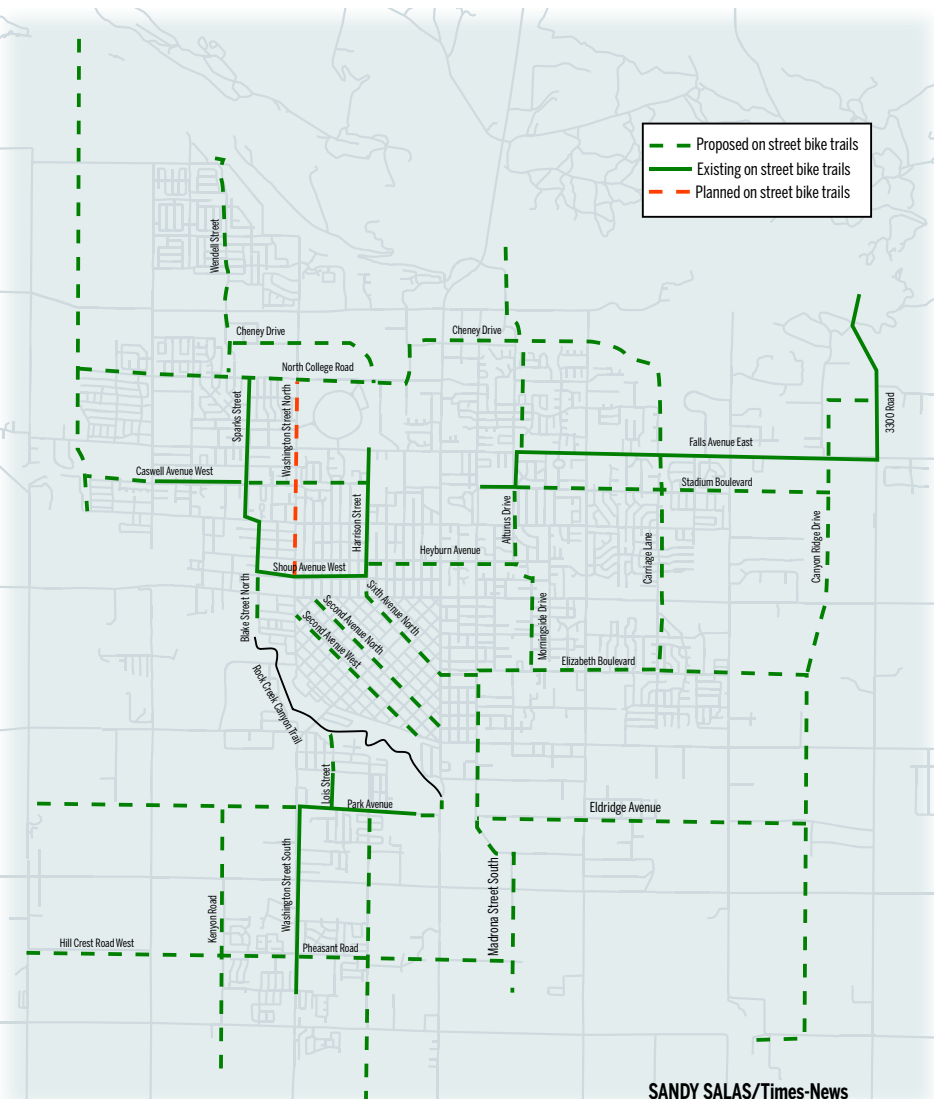 Proposed on street bike trails
Existing on street bike trails
Planned on street bike trails
Wendell Street
Cheney Drive
Cheney Drive
North College Road
Sparks Street
Washington Street North
3300 Road
Falls Avenue East
Caswell Avenue West
Stadium Boulevard
Harrison Street
Alturus Drive
Canyon Ridge Drive
Carriage Lane
Heyburn Avenue
Shoup Avenue West
Blake Street North
Sixth Avenue North
Second Avenue North
Second Avenue West
Morningside Drive
Elizabeth Boulevard
Rock Creek Canyon Trail
Lois Street
Park Avenue
Eldridge Avenue
Washington Street South
Madrona Street South
Kenyon Road
Hill Crest Road West
Pheasant Road
SANDY SALAS/Times-News